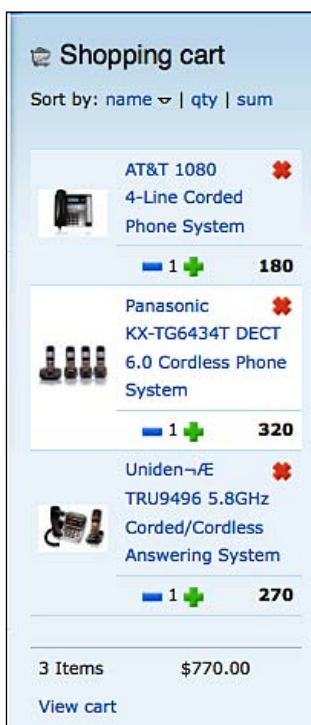 Shopping cart
Sort by: name | qty | sum
AT&T 1080
4-Line Corded
Phone System
1 180
Panasonic
KX-TG6434T DECT
6.0 Cordless Phone
System
1 320
Uniden¬Æ
TRU9496 5.8GHz
Corded/Cordless
Answering System
1 270
3 Items $770.00
View cart